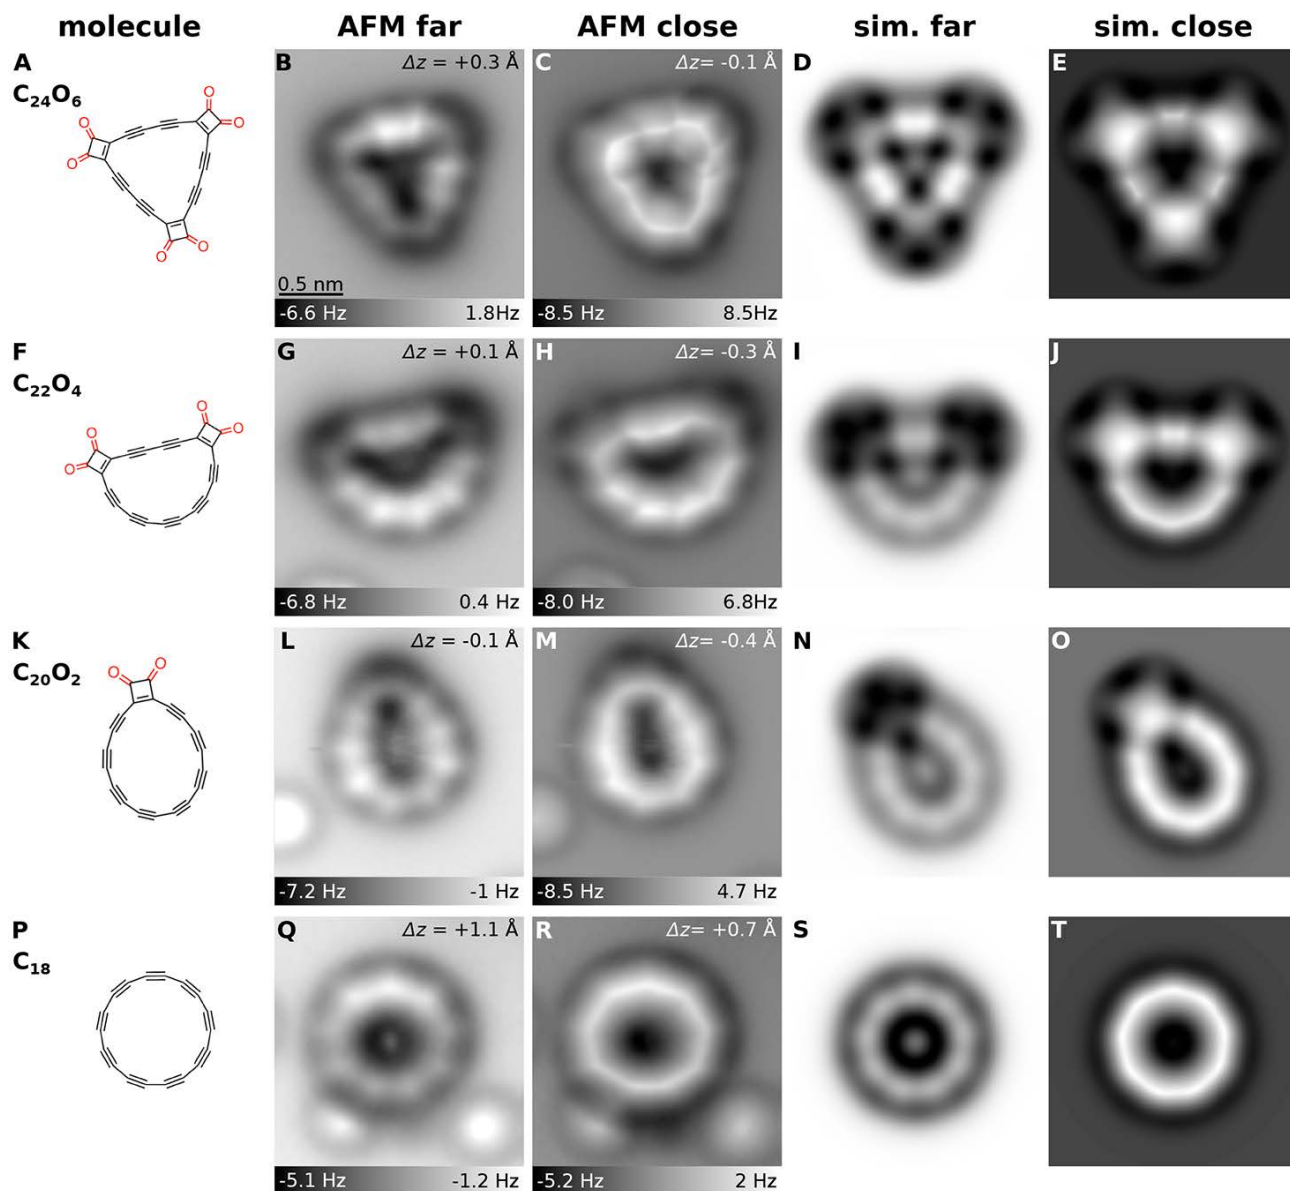 molecule AFM far AFM close sim. far sim. close
A B Δz = +0.3 Å C Δz= -0.1 Å D E
C24O6
O
O
O
O
O
O
0.5 nm
-6.6 Hz 1.8Hz -8.5 Hz 8.5Hz
F G Δz = +0.1 Å H Δz= -0.3 Å I J
C22O4
O
O
O
O
-6.8 Hz 0.4 Hz -8.0 Hz 6.8Hz
K L Δz = -0.1 Å M Δz= -0.4 Å N O
C20O2
O O
-7.2 Hz -1 Hz -8.5 Hz 4.7 Hz
P Q Δz = +1.1 Å R Δz= +0.7 Å S T
C18
-5.1 Hz -1.2 Hz -5.2 Hz 2 Hz